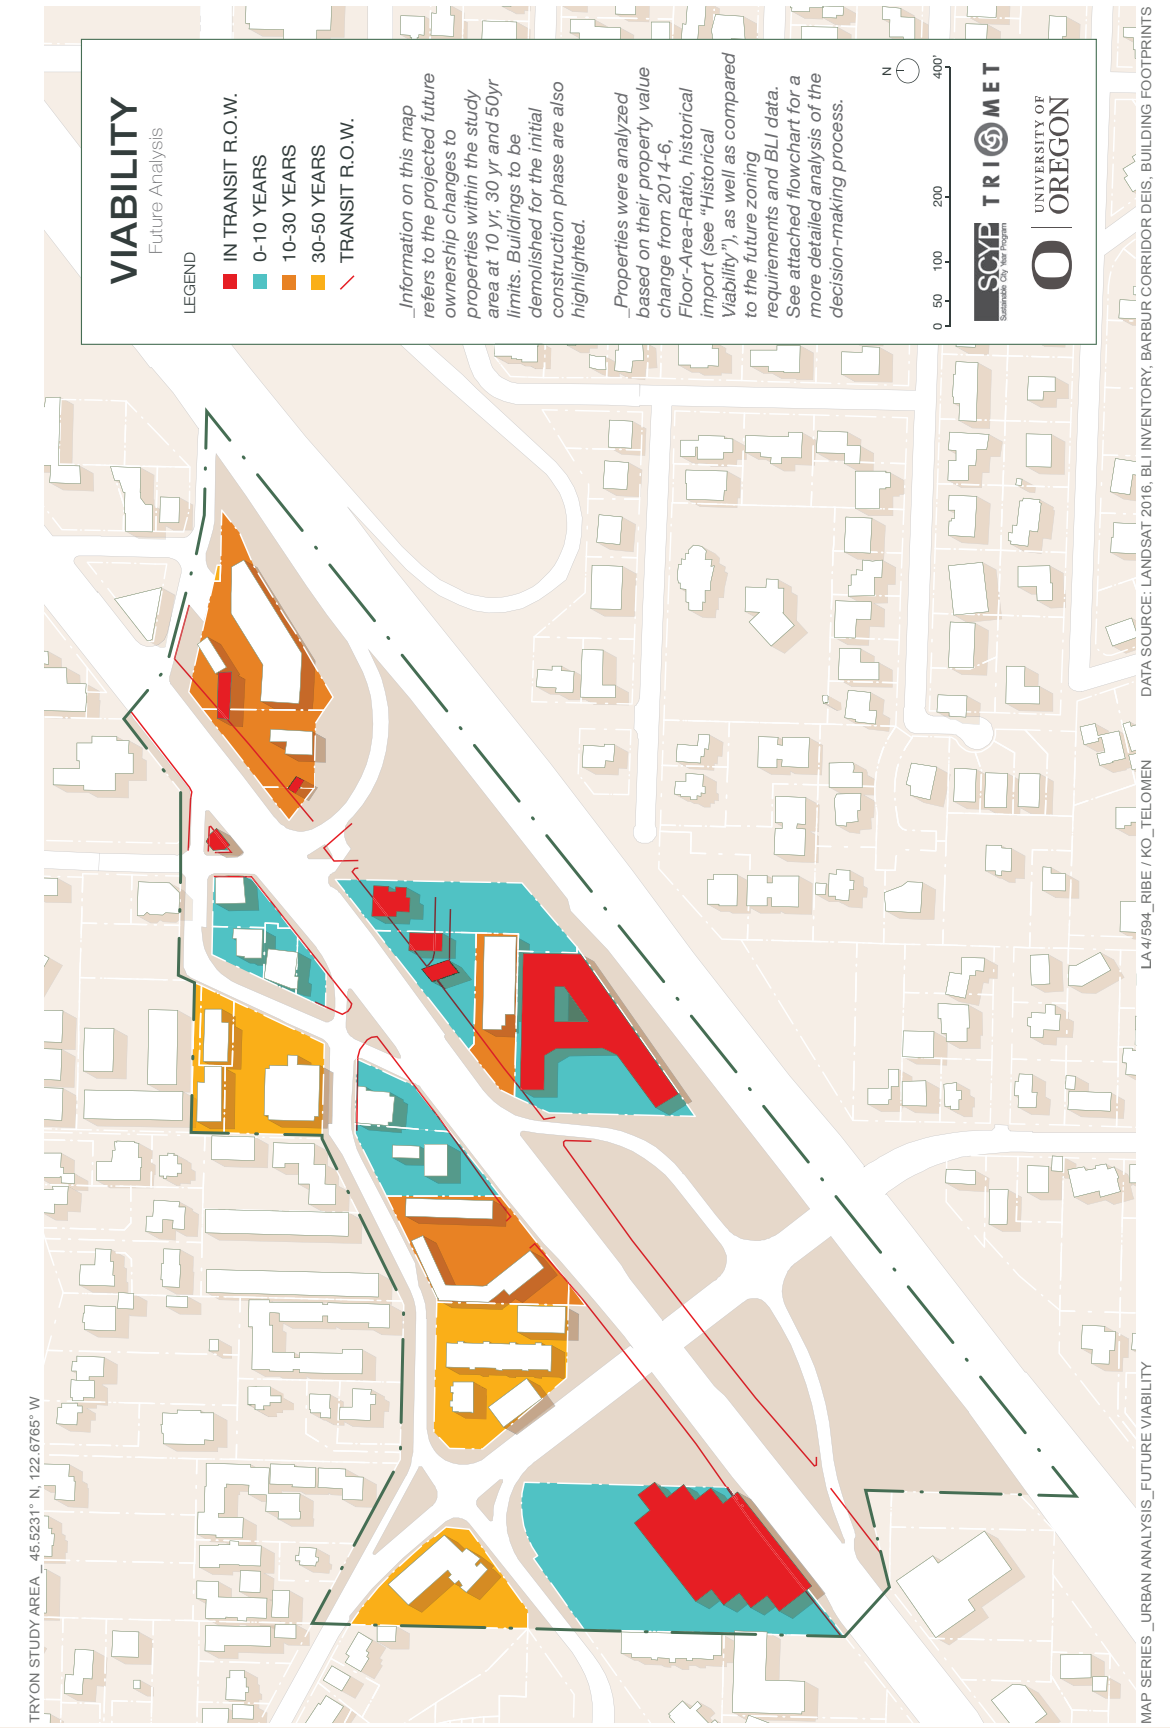 TRYON STUDY AREA _ 45.5231° N, 122.6765° W
VIABILITY
Future Analysis
LEGEND
IN TRANSIT R.O.W.
0-10 YEARS
10-30 YEARS
30-50 YEARS
TRANSIT R.O.W.
_Information on this map
refers to the projected future
ownership changes to
properties within the study
area at 10 yr, 30 yr and 50yr
limits. Buildings to be
demolished for the initial
construction phase are also
highlighted.
_Properties were analyzed
based on their property value
change from 2014-6,
Floor-Area-Ratio, historical
import (see “Historical
Viability”), as well as compared
to the future zoning
requirements and BLI data.
See attached flowchart for a
more detailed analysis of the
decision-making process.
N
0 50 100 200 400'
SCYP
Sustainable City Year Program
TRIMET
O
UNIVERSITY OF
OREGON
MAP SERIES _URBAN ANALYSIS_FUTURE VIABILITY
LA 4/594_RIBE / KO_TELOMEN
DATA SOURCE: LANDSAT 2016, BLI INVENTORY, BARBUR CORRIDOR DEIS, BUILDING FOOTPRINTS